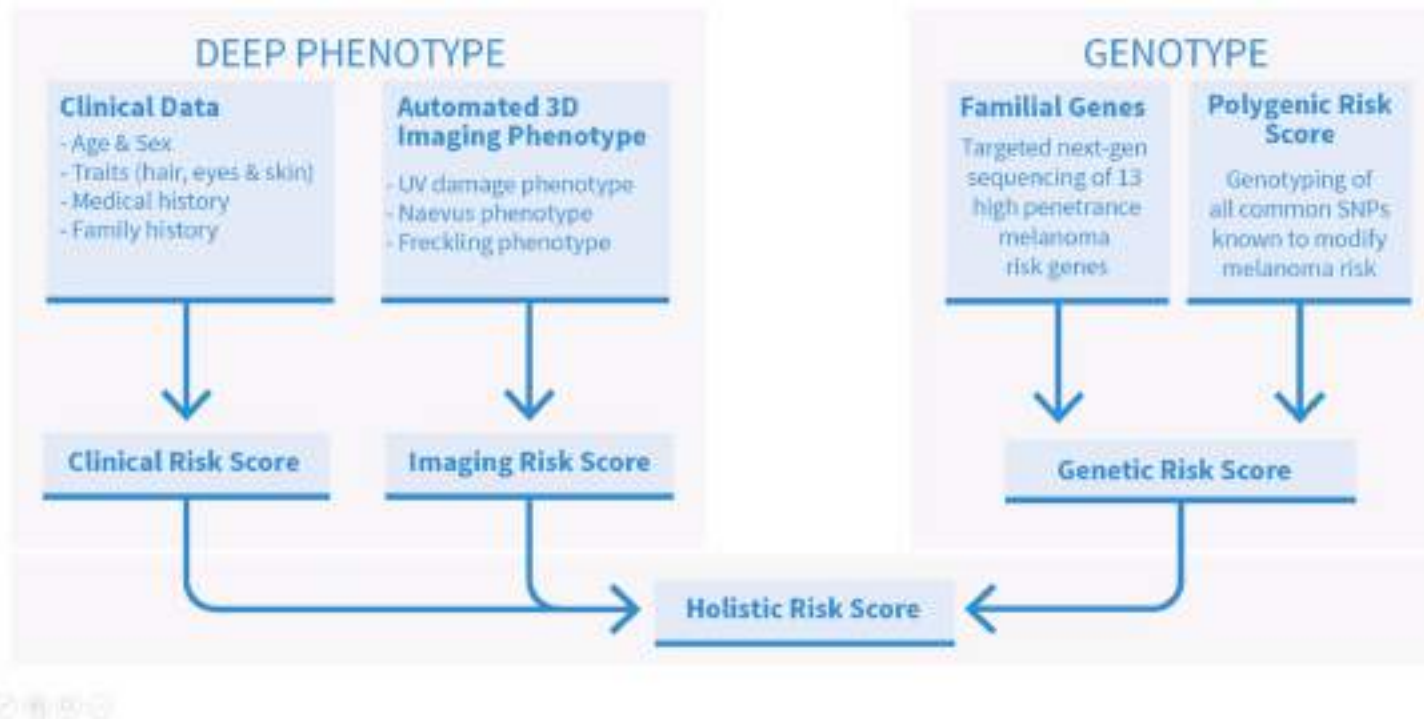 DEEP PHENOTYPE
Clinical Data
- Age & Sex
- Traits (hair, eyes & skin)
- Medical history
- Family history
Automated 3D
Imaging Phenotype
- UV damage phenotype
- Naevus phenotype
- Freckling phenotype
GENOTYPE
Familial Genes
Targeted next-gen
sequencing of 13
high penetrance
melanoma
risk genes
Polygenic Risk
Score
Genotyping of
all common SNPs
known to modify
melanoma risk
Clinical Risk Score
Imaging Risk Score
Genetic Risk Score
Holistic Risk Score